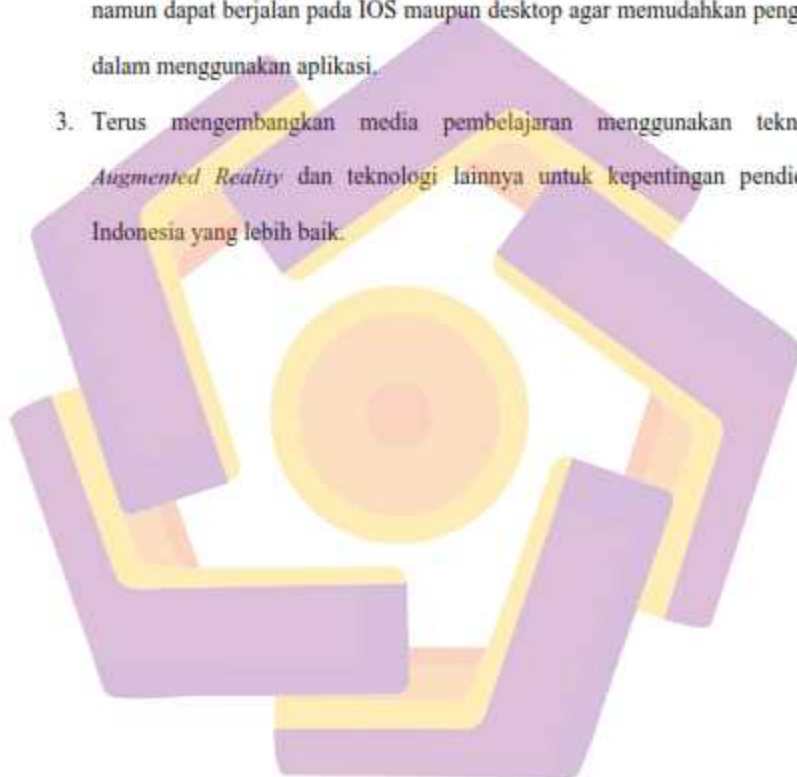 namun dapat berjalan pada IOS maupun desktop agar memudahkan peng
dalam menggunakan aplikasi.
3. Terus mengembangkan media pembelajaran menggunakan tekn
Augmented Reality dan teknologi lainnya untuk kepentingan pendid
Indonesia yang lebih baik.